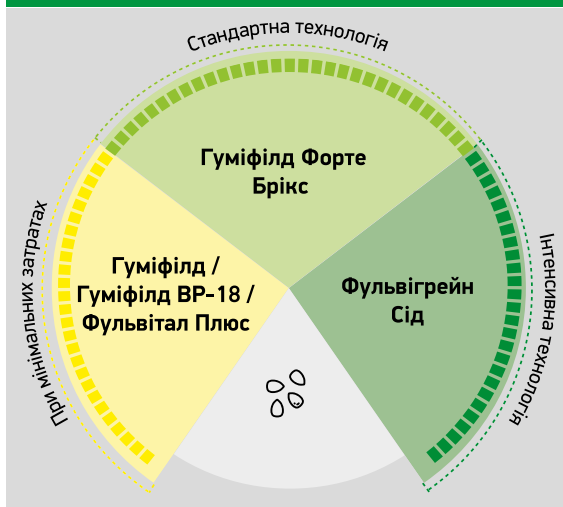 Стандартна технологія
Гуміфілд Форте
Брікс
При мінімальних затратах
Гуміфілд /
Гуміфілд ВР-18 /
Фульвітал Плюс
Фульвігрейн
Сід
Інтенсивна технологія